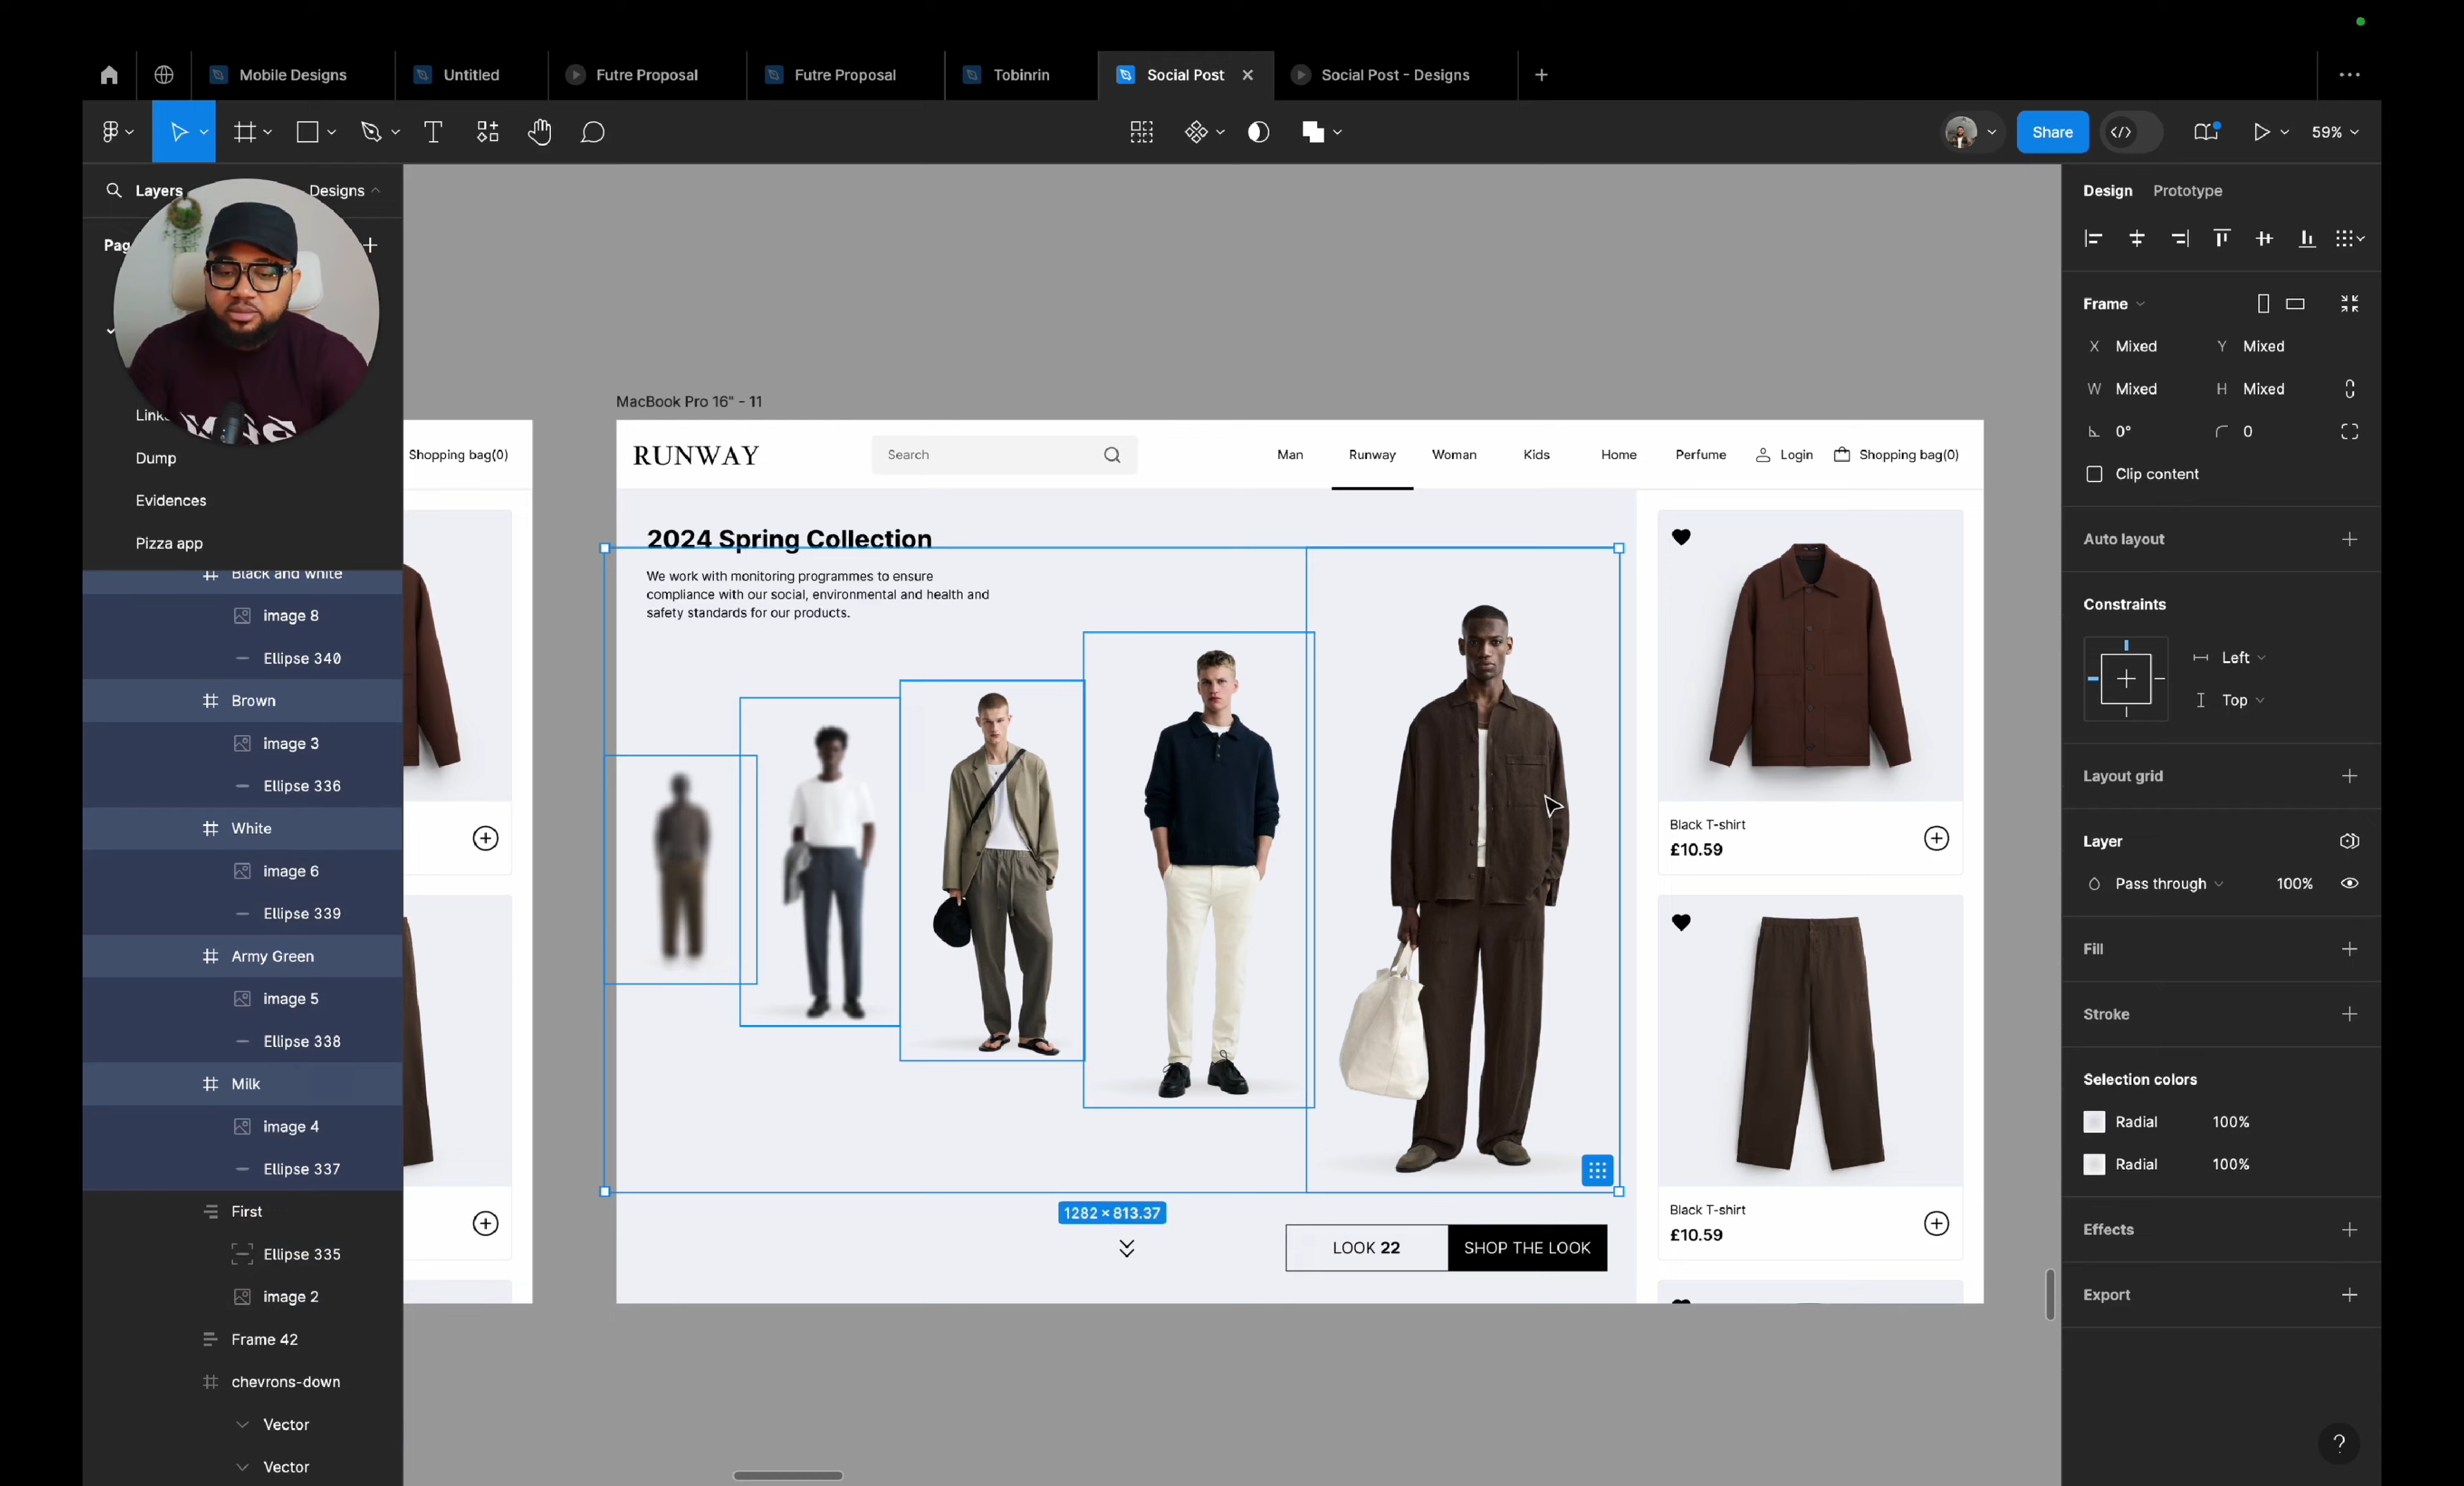 Mobile Designs
Untitled
Futre Proposal
Futre Proposal
Tobinrin
Social Post
Social Post - Designs
Share
59%
Layers
Designs
Pag
Link
Dump
Evidences
Pizza app
Black and white
image 8
Ellipse 340
Brown
image 3
Ellipse 336
White
image 6
Ellipse 339
Army Green
image 5
Ellipse 338
Milk
image 4
Ellipse 337
First
Ellipse 335
image 2
Frame 42
chevrons-down
Vector
Vector
Shopping bag(0)
MacBook Pro 16" - 11
RUNWAY
Search
Man
Runway
Woman
Kids
Home
Perfume
Login
Shopping bag(0)
2024 Spring Collection
We work with monitoring programmes to ensure
compliance with our social, environmental and health and
safety standards for our products.
1282 × 813.37
LOOK 22
SHOP THE LOOK
Black T-shirt
£10.59
Black T-shirt
£10.59
Design
Prototype
Frame
X Mixed
Y Mixed
W Mixed
H Mixed
0°
0
Clip content
Auto layout
Constraints
Left
Top
Layout grid
Layer
Pass through
100%
Fill
Stroke
Selection colors
Radial 100%
Radial 100%
Effects
Export
?